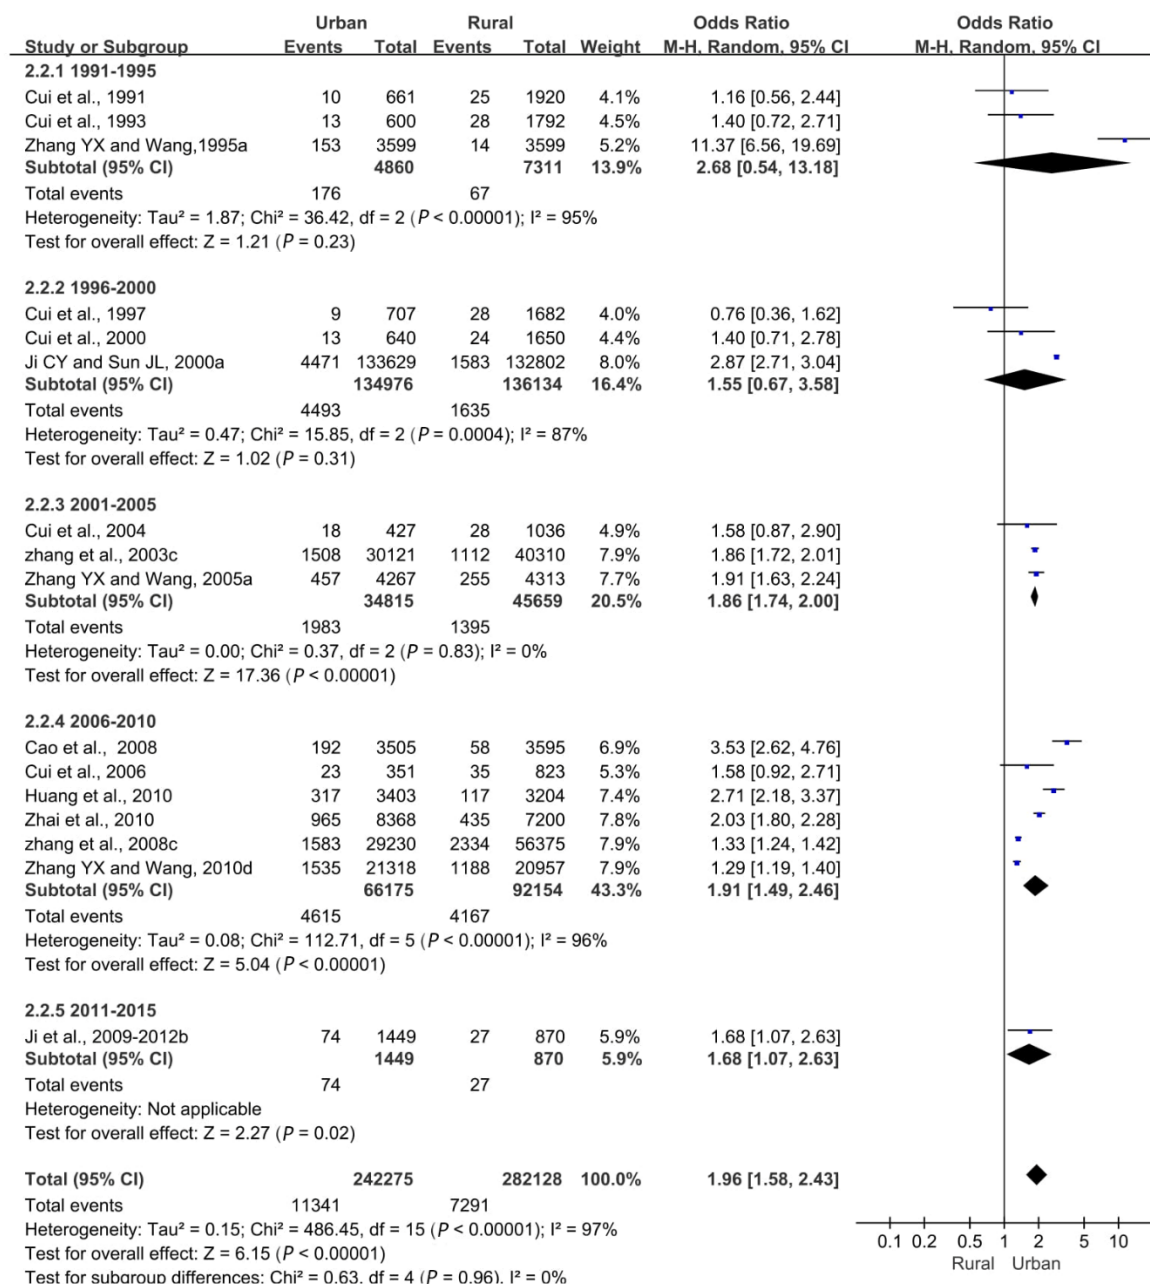 Urban Rural Odds Ratio Odds Ratio
Study or Subgroup Events Total Events Total Weight M-H, Random, 95% CI M-H, Random, 95% CI
2.2.1 1991-1995
Cui et al., 1991 10 661 25 1920 4.1% 1.16 [0.56, 2.44]
Cui et al., 1993 13 600 28 1792 4.5% 1.40 [0.72, 2.71]
Zhang YX and Wang,1995a 153 3599 14 3599 5.2% 11.37 [6.56, 19.69]
Subtotal (95% CI) 4860 7311 13.9% 2.68 [0.54, 13.18]
Total events 176 67
Heterogeneity: Tau² = 1.87; Chi² = 36.42, df = 2 (P < 0.00001); I² = 95%
Test for overall effect: Z = 1.21 (P = 0.23)
2.2.2 1996-2000
Cui et al., 1997 9 707 28 1682 4.0% 0.76 [0.36, 1.62]
Cui et al., 2000 13 640 24 1650 4.4% 1.40 [0.71, 2.78]
Ji CY and Sun JL, 2000a 4471 133629 1583 132802 8.0% 2.87 [2.71, 3.04]
Subtotal (95% CI) 134976 136134 16.4% 1.55 [0.67, 3.58]
Total events 4493 1635
Heterogeneity: Tau² = 0.47; Chi² = 15.85, df = 2 (P = 0.0004); I² = 87%
Test for overall effect: Z = 1.02 (P = 0.31)
2.2.3 2001-2005
Cui et al., 2004 18 427 28 1036 4.9% 1.58 [0.87, 2.90]
zhang et al., 2003c 1508 30121 1112 40310 7.9% 1.86 [1.72, 2.01]
Zhang YX and Wang, 2005a 457 4267 255 4313 7.7% 1.91 [1.63, 2.24]
Subtotal (95% CI) 34815 45659 20.5% 1.86 [1.74, 2.00]
Total events 1983 1395
Heterogeneity: Tau² = 0.00; Chi² = 0.37, df = 2 (P = 0.83); I² = 0%
Test for overall effect: Z = 17.36 (P < 0.00001)
2.2.4 2006-2010
Cao et al., 2008 192 3505 58 3595 6.9% 3.53 [2.62, 4.76]
Cui et al., 2006 23 351 35 823 5.3% 1.58 [0.92, 2.71]
Huang et al., 2010 317 3403 117 3204 7.4% 2.71 [2.18, 3.37]
Zhai et al., 2010 965 8368 435 7200 7.8% 2.03 [1.80, 2.28]
zhang et al., 2008c 1583 29230 2334 56375 7.9% 1.33 [1.24, 1.42]
Zhang YX and Wang, 2010d 1535 21318 1188 20957 7.9% 1.29 [1.19, 1.40]
Subtotal (95% CI) 66175 92154 43.3% 1.91 [1.49, 2.46]
Total events 4615 4167
Heterogeneity: Tau² = 0.08; Chi² = 112.71, df = 5 (P < 0.00001); I² = 96%
Test for overall effect: Z = 5.04 (P < 0.00001)
2.2.5 2011-2015
Ji et al., 2009-2012b 74 1449 27 870 5.9% 1.68 [1.07, 2.63]
Subtotal (95% CI) 1449 870 5.9% 1.68 [1.07, 2.63]
Total events 74 27
Heterogeneity: Not applicable
Test for overall effect: Z = 2.27 (P = 0.02)
Total (95% CI) 242275 282128 100.0% 1.96 [1.58, 2.43]
Total events 11341 7291
Heterogeneity: Tau² = 0.15; Chi² = 486.45, df = 15 (P < 0.00001); I² = 97%
Test for overall effect: Z = 6.15 (P < 0.00001)
Test for subgroup differences: Chi² = 0.63, df = 4 (P = 0.96), I² = 0%
0.1 0.2 0.5 1 2 5 10
Rural Urban